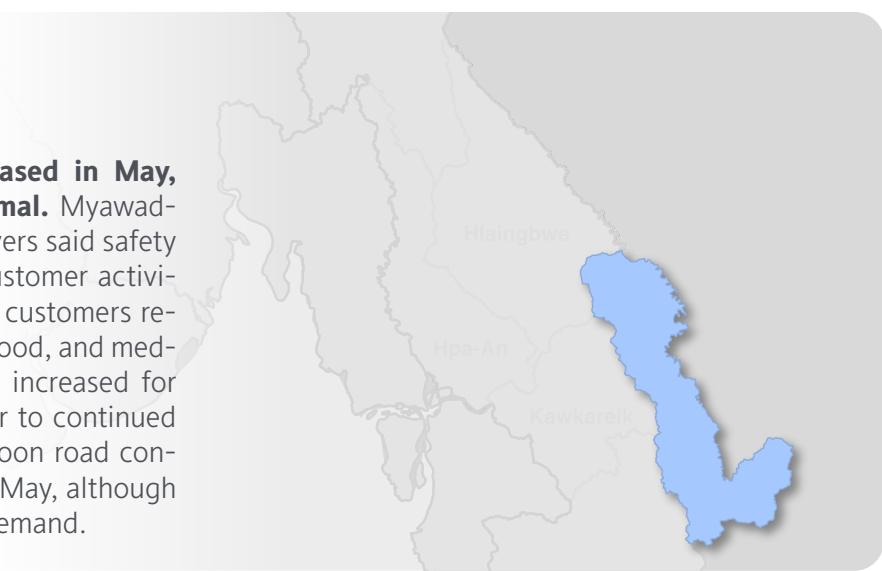 ased in May,
mal. Myawad-
vers said safety
ustomer activi-
customers re-
ood, and med-
increased for
r to continued
oon road con-
May, although
emand.
Hlaingbwe
Hpa-An
Kawkareik